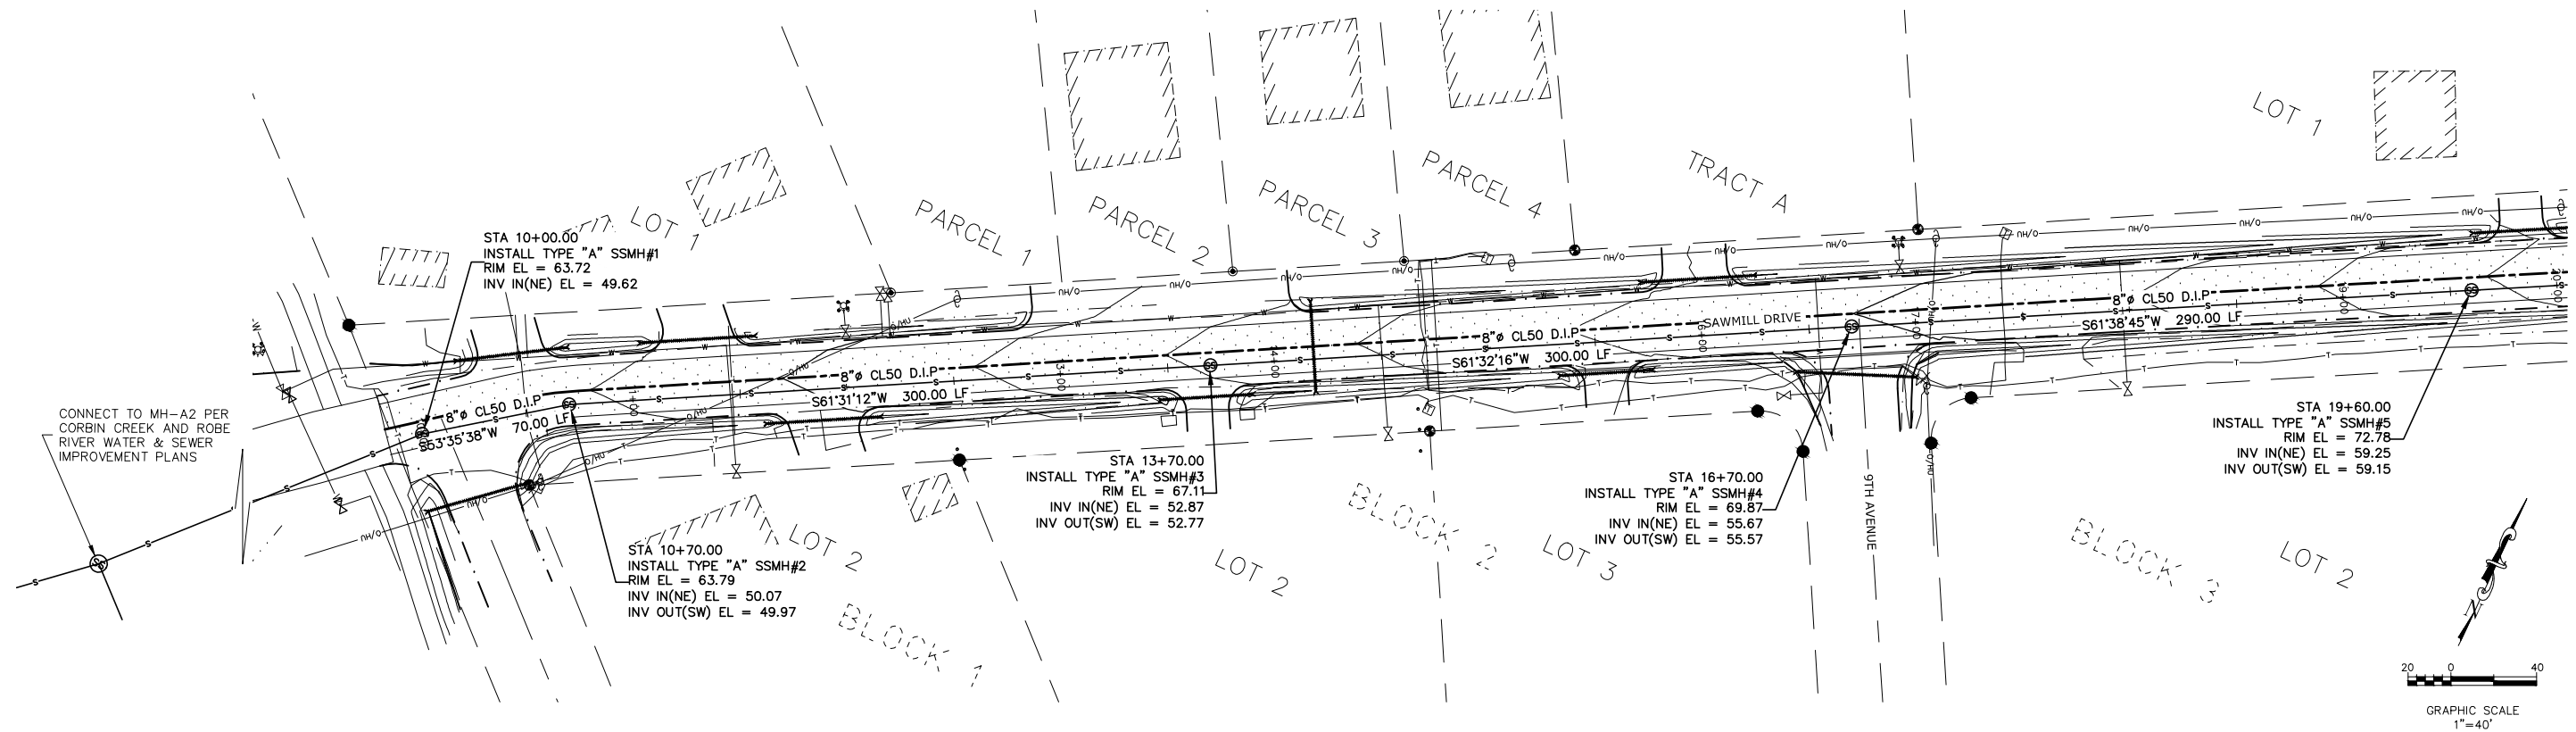 LOT 1
PARCEL 1
PARCEL 2
PARCEL 3
PARCEL 4
TRACT A
LOT 1
STA 10+00.00
INSTALL TYPE "A" SSMH#1
RIM EL = 63.72
INV IN(NE) EL = 49.62
CONNECT TO MH-A2 PER
CORBIN CREEK AND ROBE
RIVER WATER & SEWER
IMPROVEMENT PLANS
8"ø CL50 D.I.P
S53°35'38"W 70.00 LF
8"ø CL50 D.I.P
S61°31'12"W 300.00 LF
8"ø CL50 D.I.P
S61°32'16"W 300.00 LF
SAWMILL DRIVE
8"ø CL50 D.I.P
S61°38'45"W 290.00 LF
STA 10+70.00
INSTALL TYPE "A" SSMH#2
RIM EL = 63.79
INV IN(NE) EL = 50.07
INV OUT(SW) EL = 49.97
STA 13+70.00
INSTALL TYPE "A" SSMH#3
RIM EL = 67.11
INV IN(NE) EL = 52.87
INV OUT(SW) EL = 52.77
STA 16+70.00
INSTALL TYPE "A" SSMH#4
RIM EL = 69.87
INV IN(NE) EL = 55.67
INV OUT(SW) EL = 55.57
STA 19+60.00
INSTALL TYPE "A" SSMH#5
RIM EL = 72.78
INV IN(NE) EL = 59.25
INV OUT(SW) EL = 59.15
9TH AVENUE
LOT 2
BLOCK 1
LOT 2
BLOCK 2
LOT 3
BLOCK 3
LOT 2
N
20 0 40
GRAPHIC SCALE
1"=40'